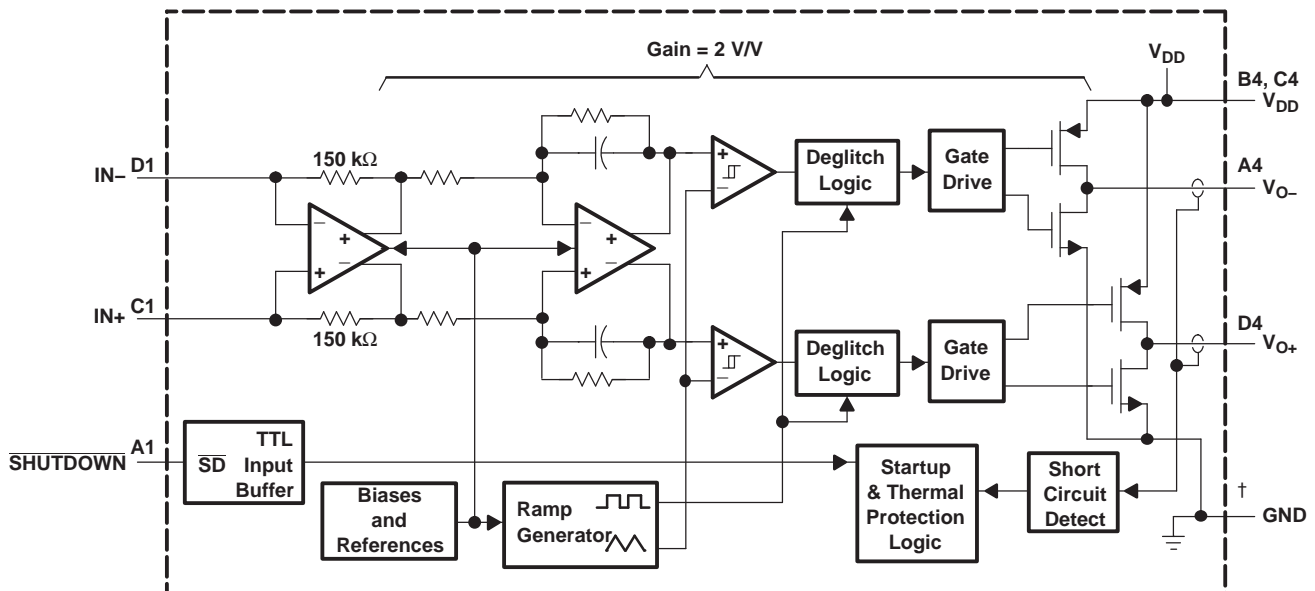 Gain = 2 V/V
V_DD
B4, C4
V_DD
150 kΩ
IN− D1
Deglitch
Logic
Gate
Drive
A4
V_O−
+
−
−
+
−
+
−
+
−
+
−
+
IN+ C1
150 kΩ
+
−
Deglitch
Logic
Gate
Drive
D4
V_O+
SHUTDOWN A1
SD
TTL
Input
Buffer
Biases
and
References
Ramp
Generator
Startup
& Thermal
Protection
Logic
Short
Circuit
Detect
†
GND